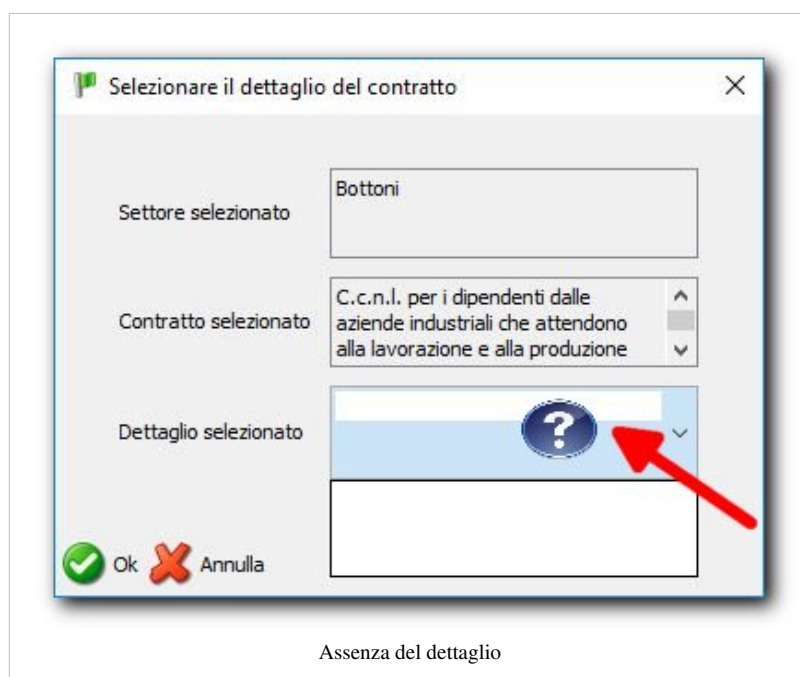 Selezionare il dettaglio del contratto
Settore selezionato
Bottoni
Contratto selezionato
C.c.n.l. per i dipendenti dalle
aziende industriali che attendono
alla lavorazione e alla produzione
Dettaglio selezionato
?
Ok
Annulla
Assenza del dettaglio